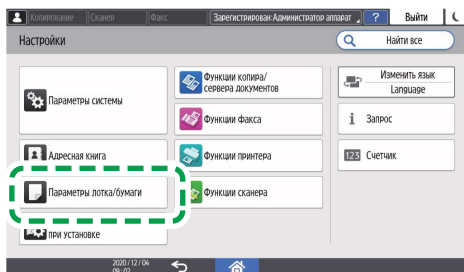 Копирование
Сканер
Факс
Зарегистрирован:Администратор аппарат
?
Выйти
Настройки
Найти все
Параметры системы
Функции копира/
сервера документов
Изменить язык
Language
Функции факса
Запрос
Адресная книга
Функции принтера
123 Счетчик
Параметры лотка/бумаги
Функции сканера
при установке
2020 / 12 / 04
09 : 02